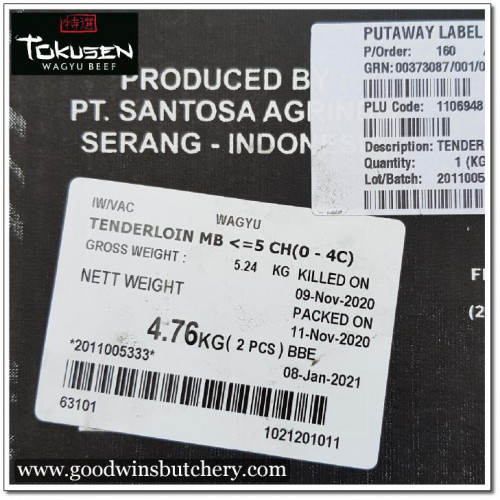 特選
TOKUSEN
WAGYU BEEF
PRODUCED BY
PT. SANTOSA
SERANG - INDONE
PUTAWAY LABEL
P/Order: 160
GRN: 00373087/001/0
PLU Code: 1106948
Description: TENDER
Quantity: 1 (KG
Lot/Batch: 2011005
IW/VAC WAGYU
TENDERLOIN MB <=5 CH(0 - 4C)
GROSS WEIGHT : 5.24 KG KILLED ON
09-Nov-2020
NETT WEIGHT PACKED ON
11-Nov-2020
4.76KG( 2 PCS ) BBE
08-Jan-2021
*2011005333*
63101 1021201011
www.goodwinsbutchery.com